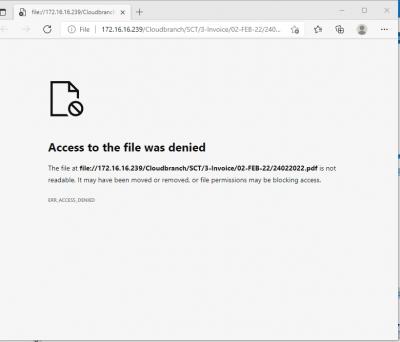 file://172.16.16.239/Cloudbranch
File
172.16.16.239/Cloudbranch/SCT/3-Invoice/02-FEB-22/240...
Access to the file was denied
The file at file://172.16.16.239/Cloudbranch/SCT/3-Invoice/02-FEB-22/24022022.pdf is not
readable. It may have been moved or removed, or file permissions may be blocking access.
ERR_ACCESS_DENIED